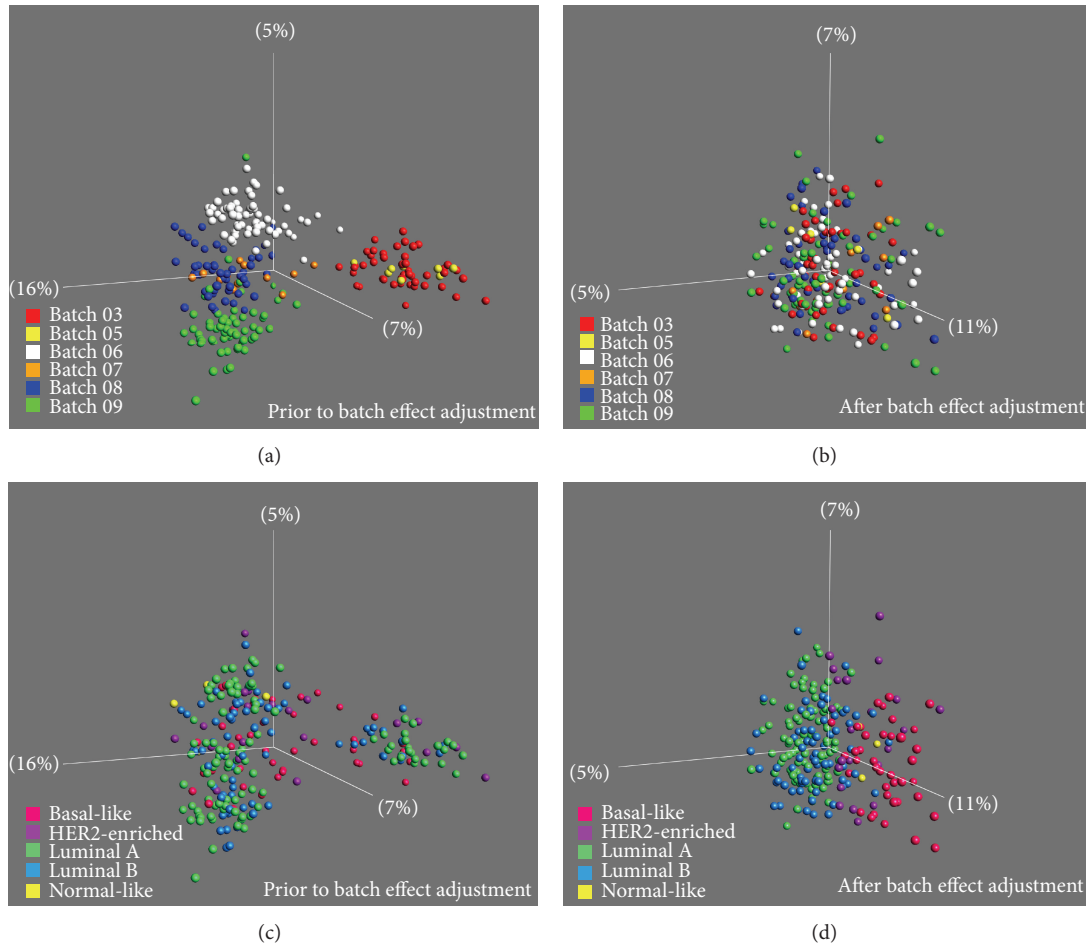 (5%)
(16%)
(7%)
Batch 03
Batch 05
Batch 06
Batch 07
Batch 08
Batch 09
Prior to batch effect adjustment
(a)
(7%)
(5%)
(11%)
Batch 03
Batch 05
Batch 06
Batch 07
Batch 08
Batch 09
After batch effect adjustment
(b)
(5%)
(16%)
(7%)
Basal-like
HER2-enriched
Luminal A
Luminal B
Normal-like
Prior to batch effect adjustment
(c)
(7%)
(5%)
(11%)
Basal-like
HER2-enriched
Luminal A
Luminal B
Normal-like
After batch effect adjustment
(d)